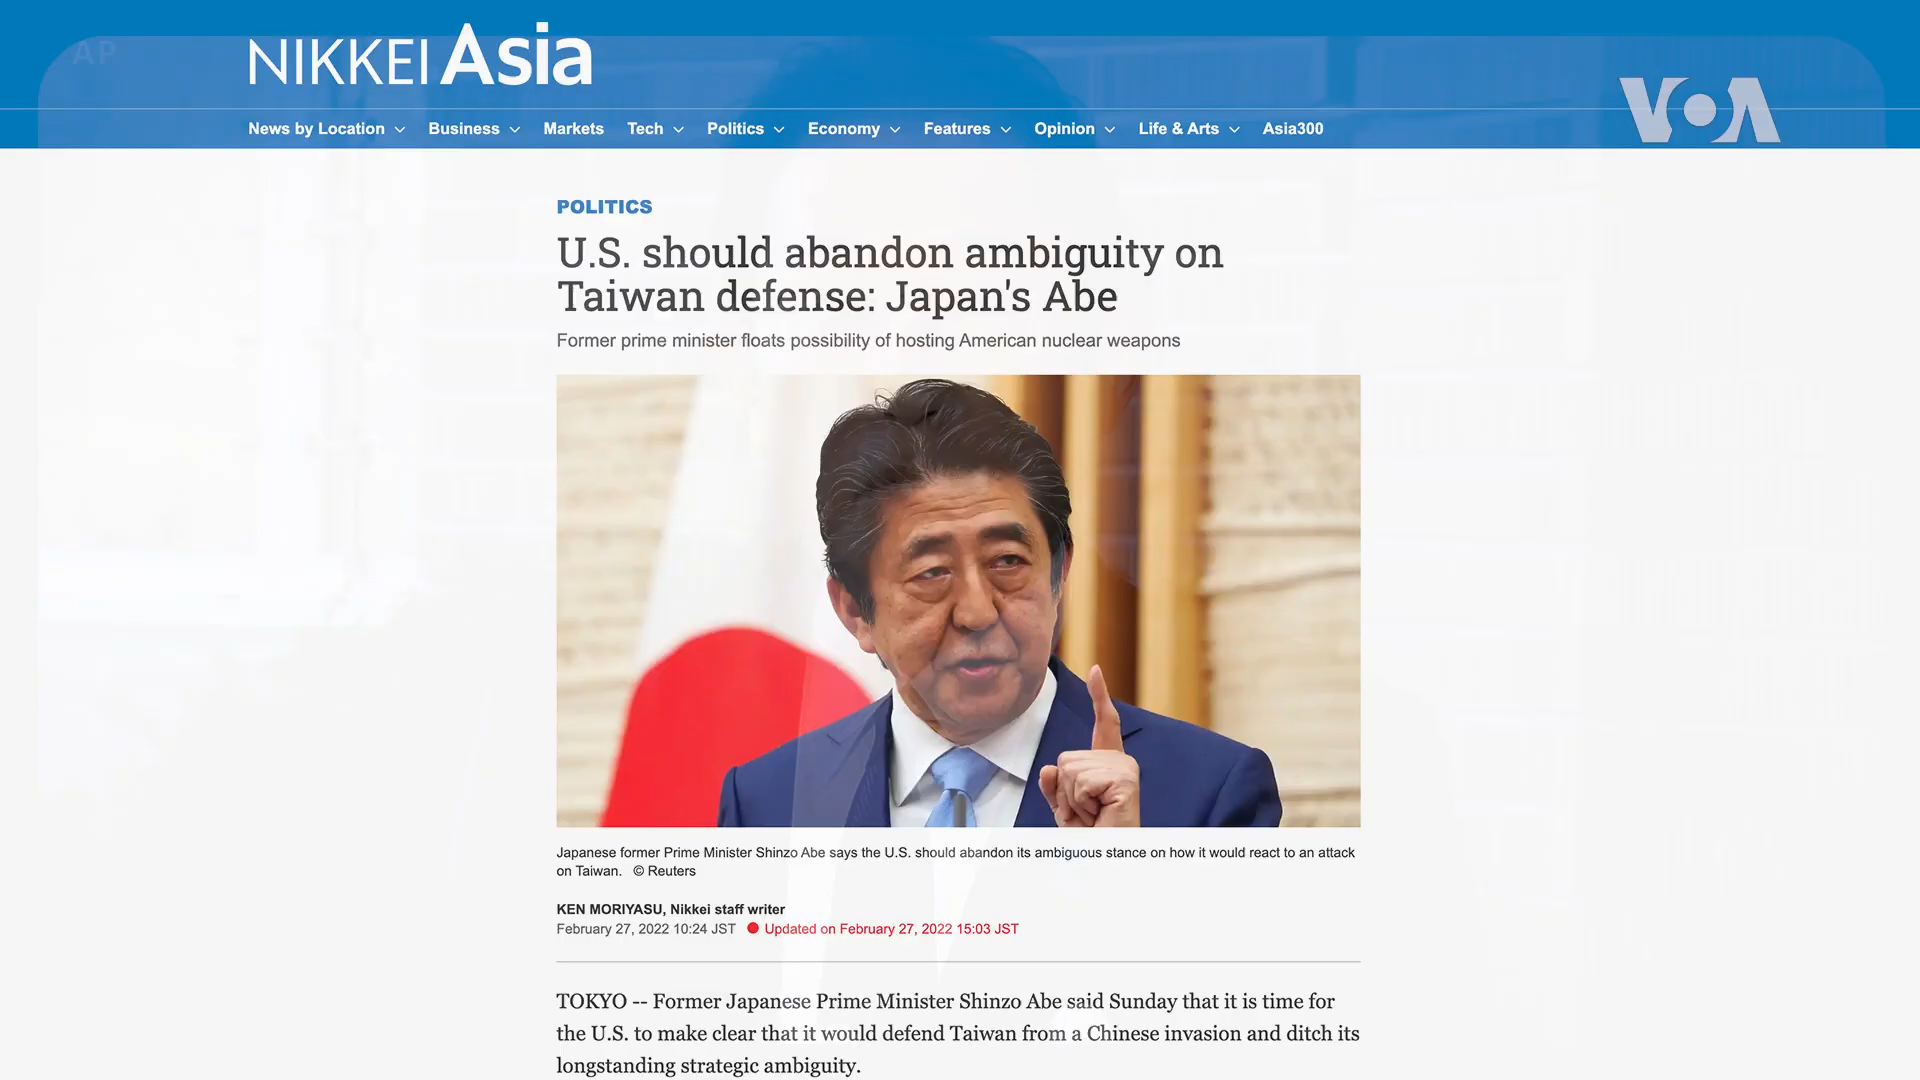 AP
NIKKEI Asia
VOA
News by Location Business Markets Tech Politics Economy Features Opinion Life & Arts Asia300
POLITICS
U.S. should abandon ambiguity on
Taiwan defense: Japan's Abe
Former prime minister floats possibility of hosting American nuclear weapons
Japanese former Prime Minister Shinzo Abe says the U.S. should abandon its ambiguous stance on how it would react to an attack
on Taiwan. © Reuters
KEN MORIYASU, Nikkei staff writer
February 27, 2022 10:24 JST Updated on February 27, 2022 15:03 JST
TOKYO -- Former Japanese Prime Minister Shinzo Abe said Sunday that it is time for
the U.S. to make clear that it would defend Taiwan from a Chinese invasion and ditch its
longstanding strategic ambiguity.